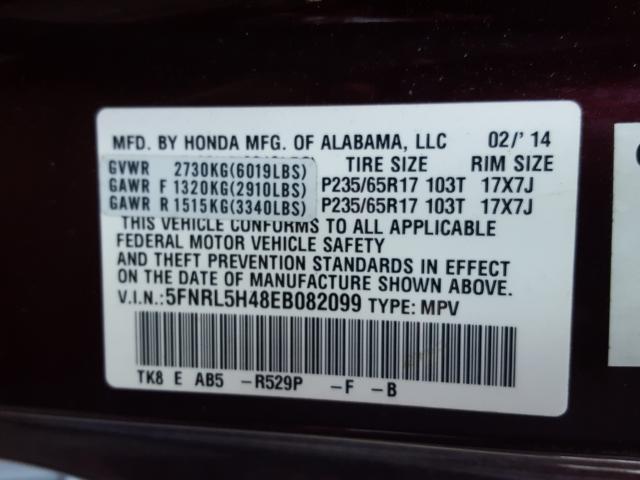 MFD. BY HONDA MFG. OF ALABAMA, LLC 02/'14
GVWR 2730KG(6019LBS) TIRE SIZE RIM SIZE
GAWR F 1320KG(2910LBS) P235/65R17 103T 17X7J
GAWR R 1515KG(3340LBS) P235/65R17 103T 17X7J
THIS VEHICLE CONFORMS TO ALL APPLICABLE
FEDERAL MOTOR VEHICLE SAFETY
AND THEFT PREVENTION STANDARDS IN EFFECT
ON THE DATE OF MANUFACTURE SHOWN ABOVE.
V.I.N.:5FNRL5H48EB082099 TYPE: MPV
TK8 E AB5 -R529P -F -B